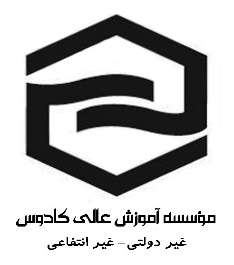 مؤسسه آموزش عالی کادوس
غیر دولتی - غیر انتفاعی